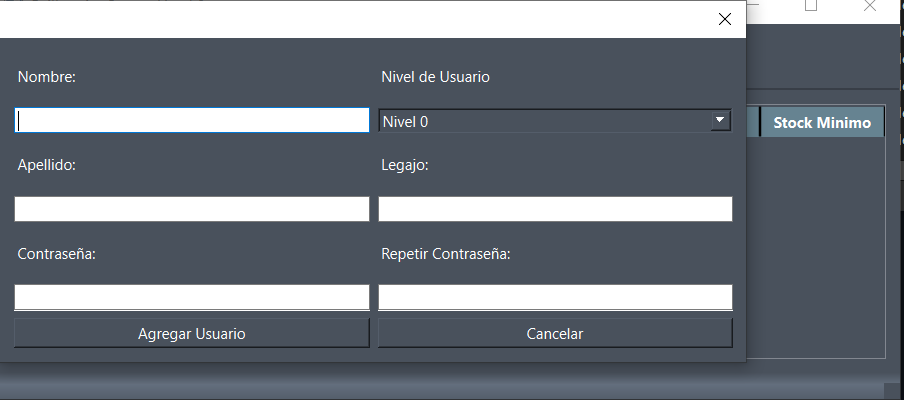 Nombre:
Nivel de Usuario
Nivel 0
Stock Minimo
Apellido:
Legajo:
Contraseña:
Repetir Contraseña:
Agregar Usuario
Cancelar